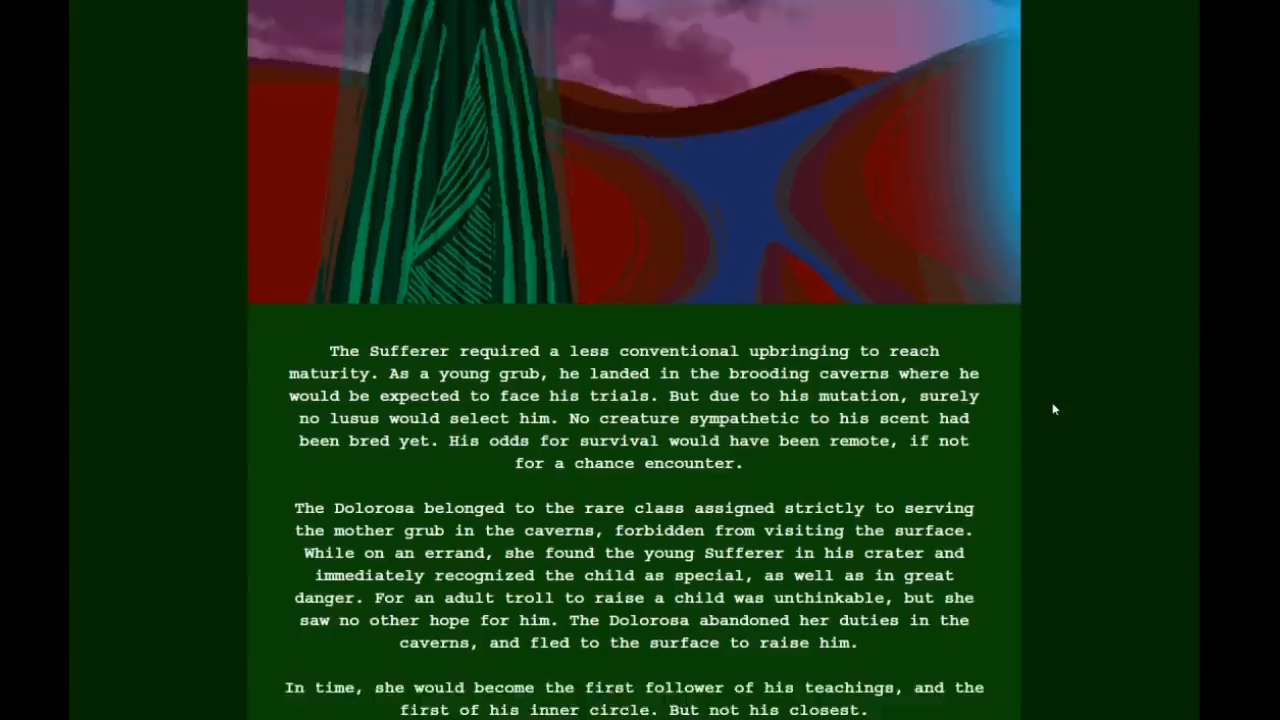 The Sufferer required a less conventional upbringing to reach
maturity. As a young grub, he landed in the brooding caverns where he
would be expected to face his trials. But due to his mutation, surely
no lusus would select him. No creature sympathetic to his scent had
been bred yet. His odds for survival would have been remote, if not
for a chance encounter.
The Dolorosa belonged to the rare class assigned strictly to serving
the mother grub in the caverns, forbidden from visiting the surface.
While on an errand, she found the young Sufferer in his crater and
immediately recognized the child as special, as well as in great
danger. For an adult troll to raise a child was unthinkable, but she
saw no other hope for him. The Dolorosa abandoned her duties in the
caverns, and fled to the surface to raise him.
In time, she would become the first follower of his teachings, and the
first of his inner circle. But not his closest.